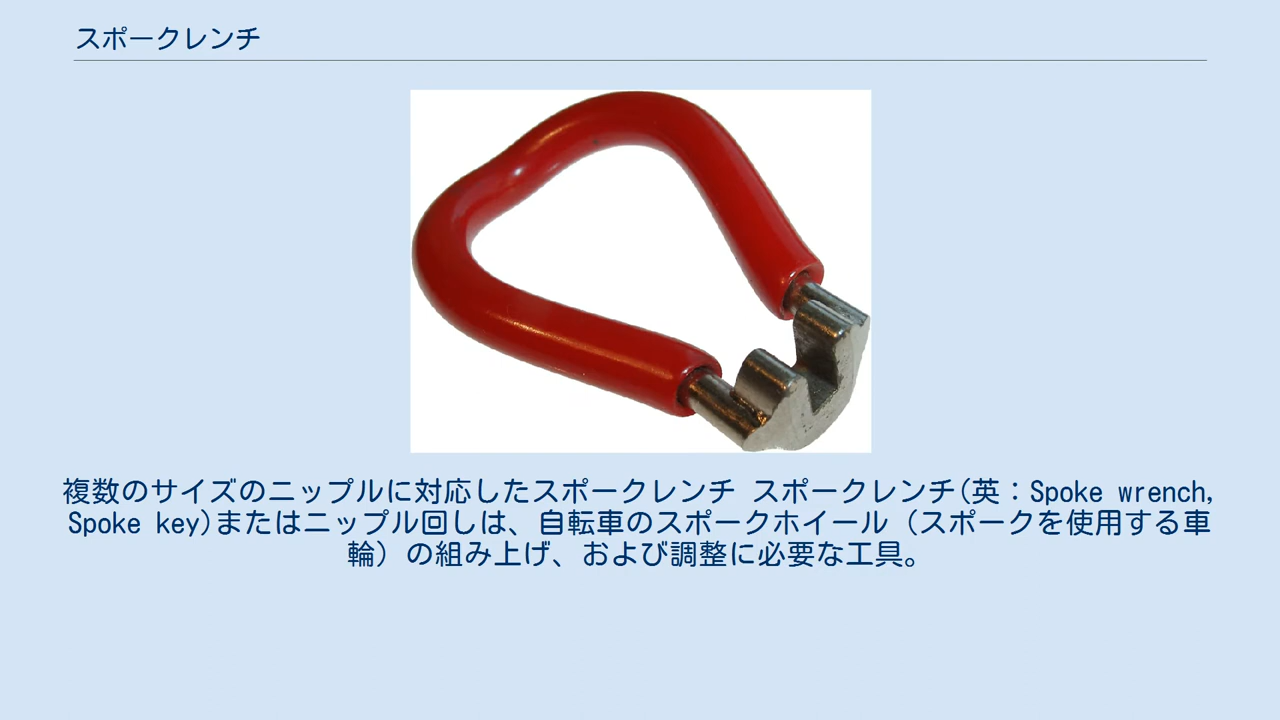 スポークレンチ
複数のサイズのニップルに対応したスポークレンチ スポークレンチ(英：Spoke wrench,
Spoke key)またはニップル回しは、自転車のスポークホイール（スポークを使用する車
輪）の組み上げ、および調整に必要な工具。